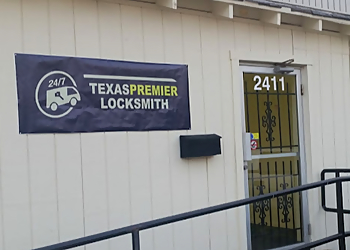 24/7
TEXASPREMIER
LOCKSMITH
2411